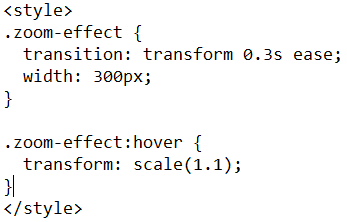 <style>
.zoom-effect {
  transition: transform 0.3s ease;
  width: 300px;
}

.zoom-effect:hover {
  transform: scale(1.1);
}
</style>